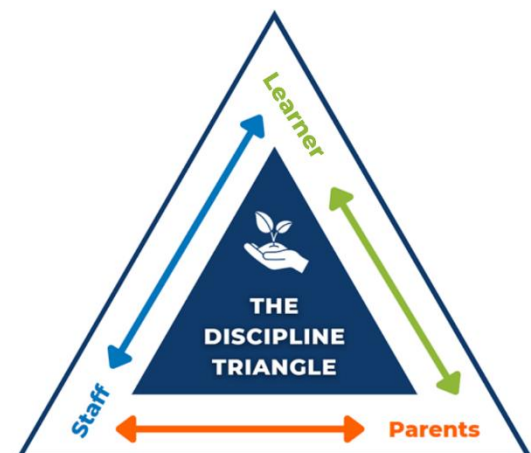 Learner
THE
DISCIPLINE
TRIANGLE
Staff
Parents